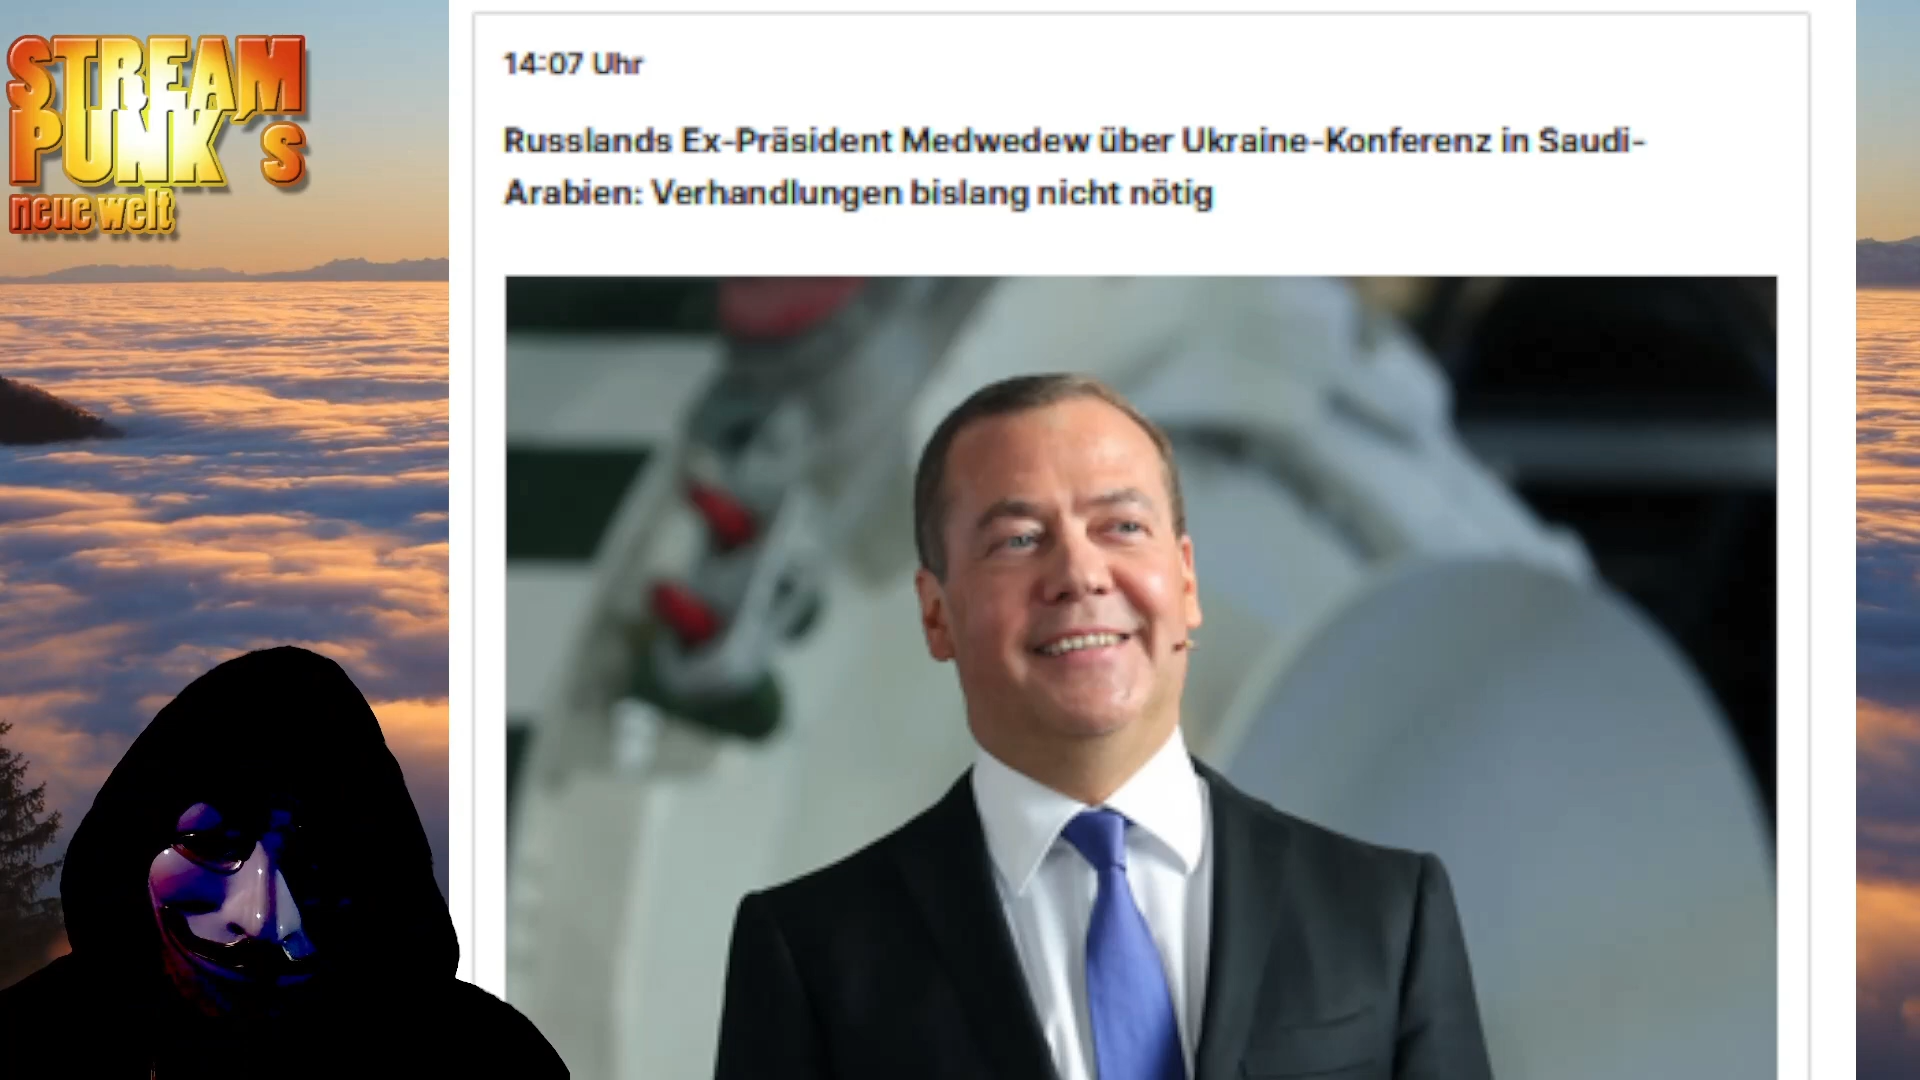 STREAM
PUNK´s
neue welt
14:07 Uhr
Russlands Ex-Präsident Medwedew über Ukraine-Konferenz in Saudi-
Arabien: Verhandlungen bislang nicht nötig